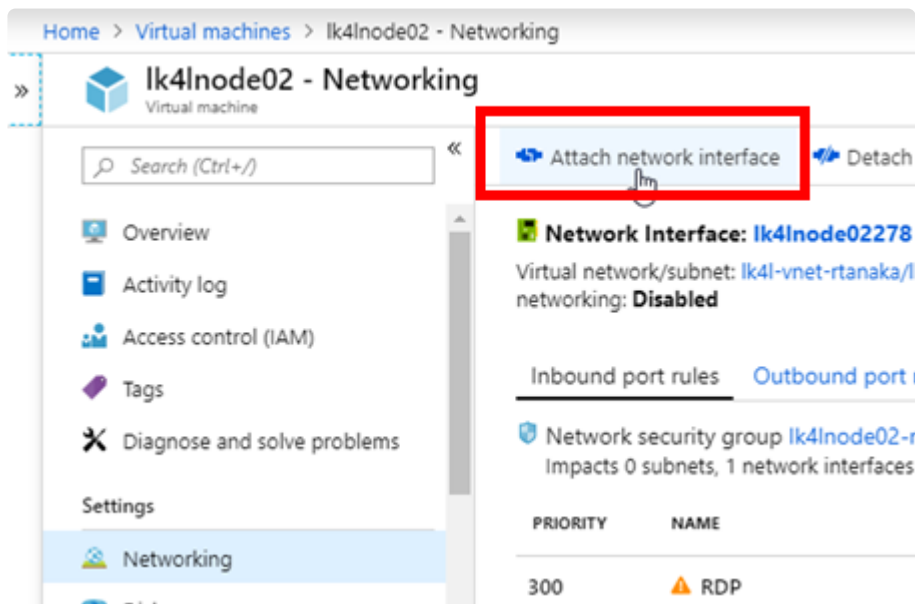 Home > Virtual machines > lk4lnode02 - Networking
»
lk4lnode02 - Networking
Virtual machine
Search (Ctrl+/)
«
Overview
Activity log
Access control (IAM)
Tags
Diagnose and solve problems
Settings
Networking
Attach network interface
Detach
Network Interface: lk4lnode02278
Virtual network/subnet: lk4l-vnet-rtanaka/l
networking: Disabled
Inbound port rules Outbound port
Network security group lk4lnode02-
Impacts 0 subnets, 1 network interfaces
PRIORITY NAME
300 RDP